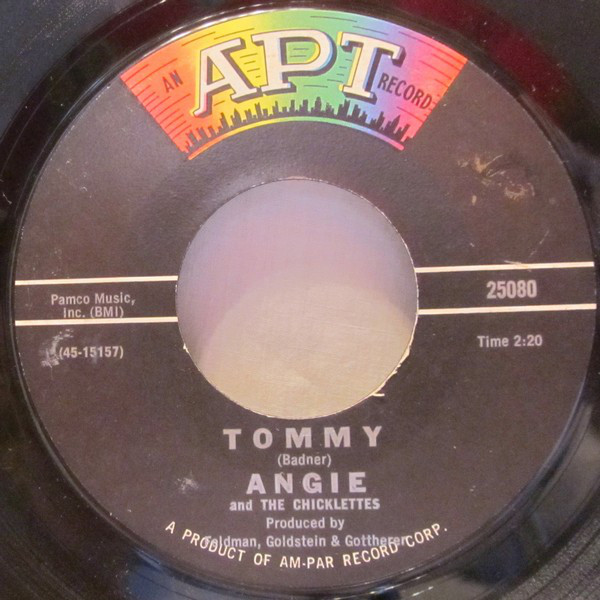 AN APT RECORD
Pamco Music,
Inc. (BMI)
25080
(45-15157)
Time 2:20
TOMMY
(Badner)
ANGIE
and THE CHICKLETTES
Produced by
Feldman, Goldstein & Gottherer
A PRODUCT OF AM-PAR RECORD CORP.